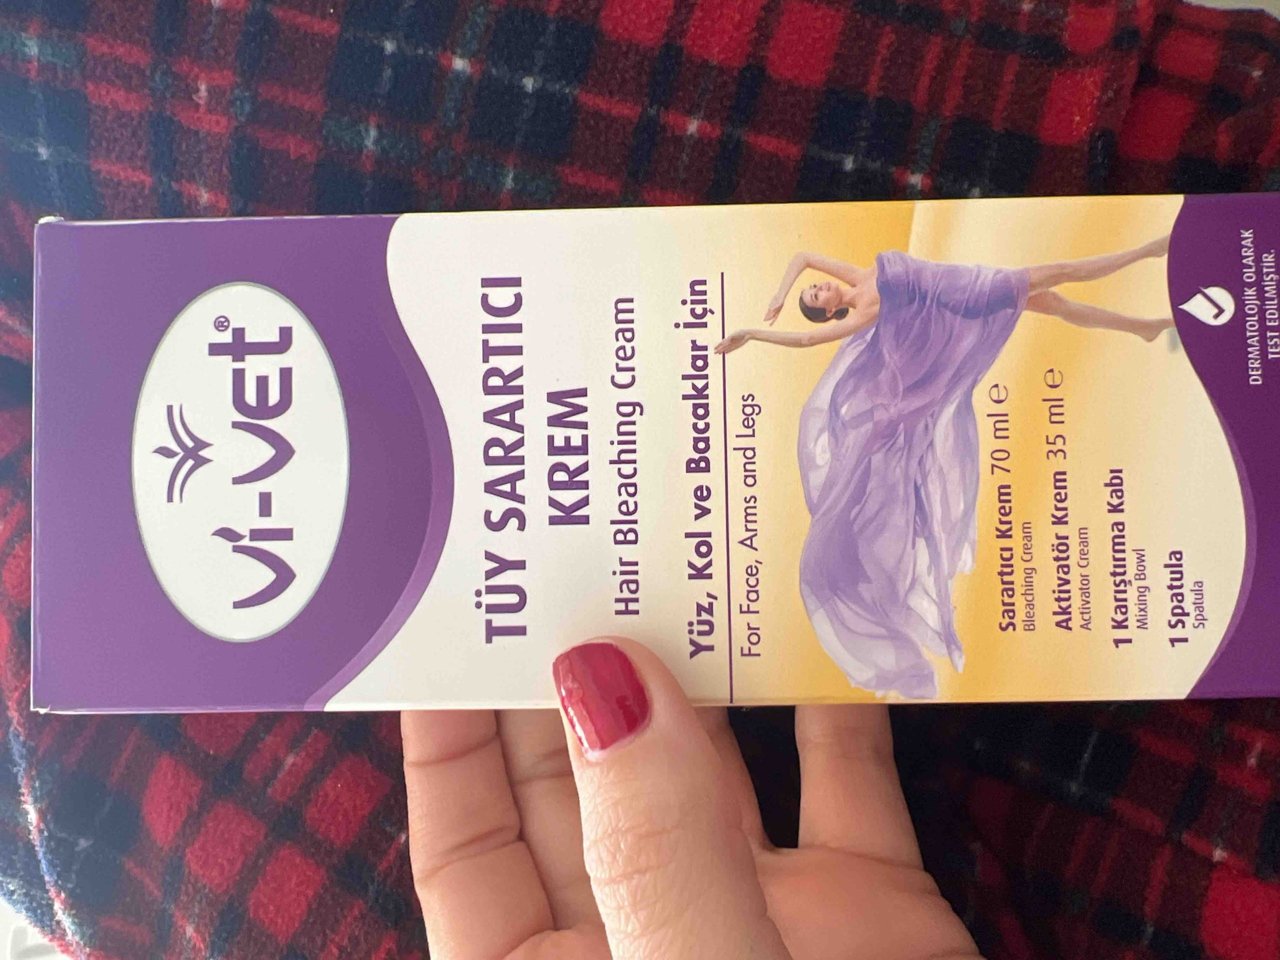 Vi-VEt®
TÜY SARARTICI
KREM
Hair Bleaching Cream
Yüz, Kol ve Bacaklar İçin
For Face, Arms and Legs
Sarartıcı Krem 70 ml ℮
Bleaching Cream
Aktivatör Krem 35 ml ℮
Activator Cream
1 Karıştırma Kabı
Mixing Bowl
1 Spatula
Spatula
DERMATOLOJİK OLARAK
TEST EDİLMİŞTİR.